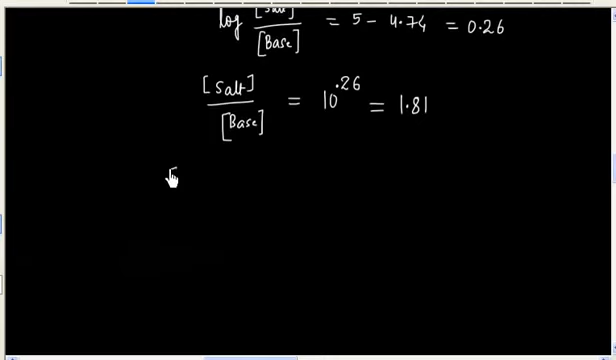 log [Salt]/[Base] = 5 - 4.74 = 0.26
[Salt]/[Base] = 10^.26 = 1.81